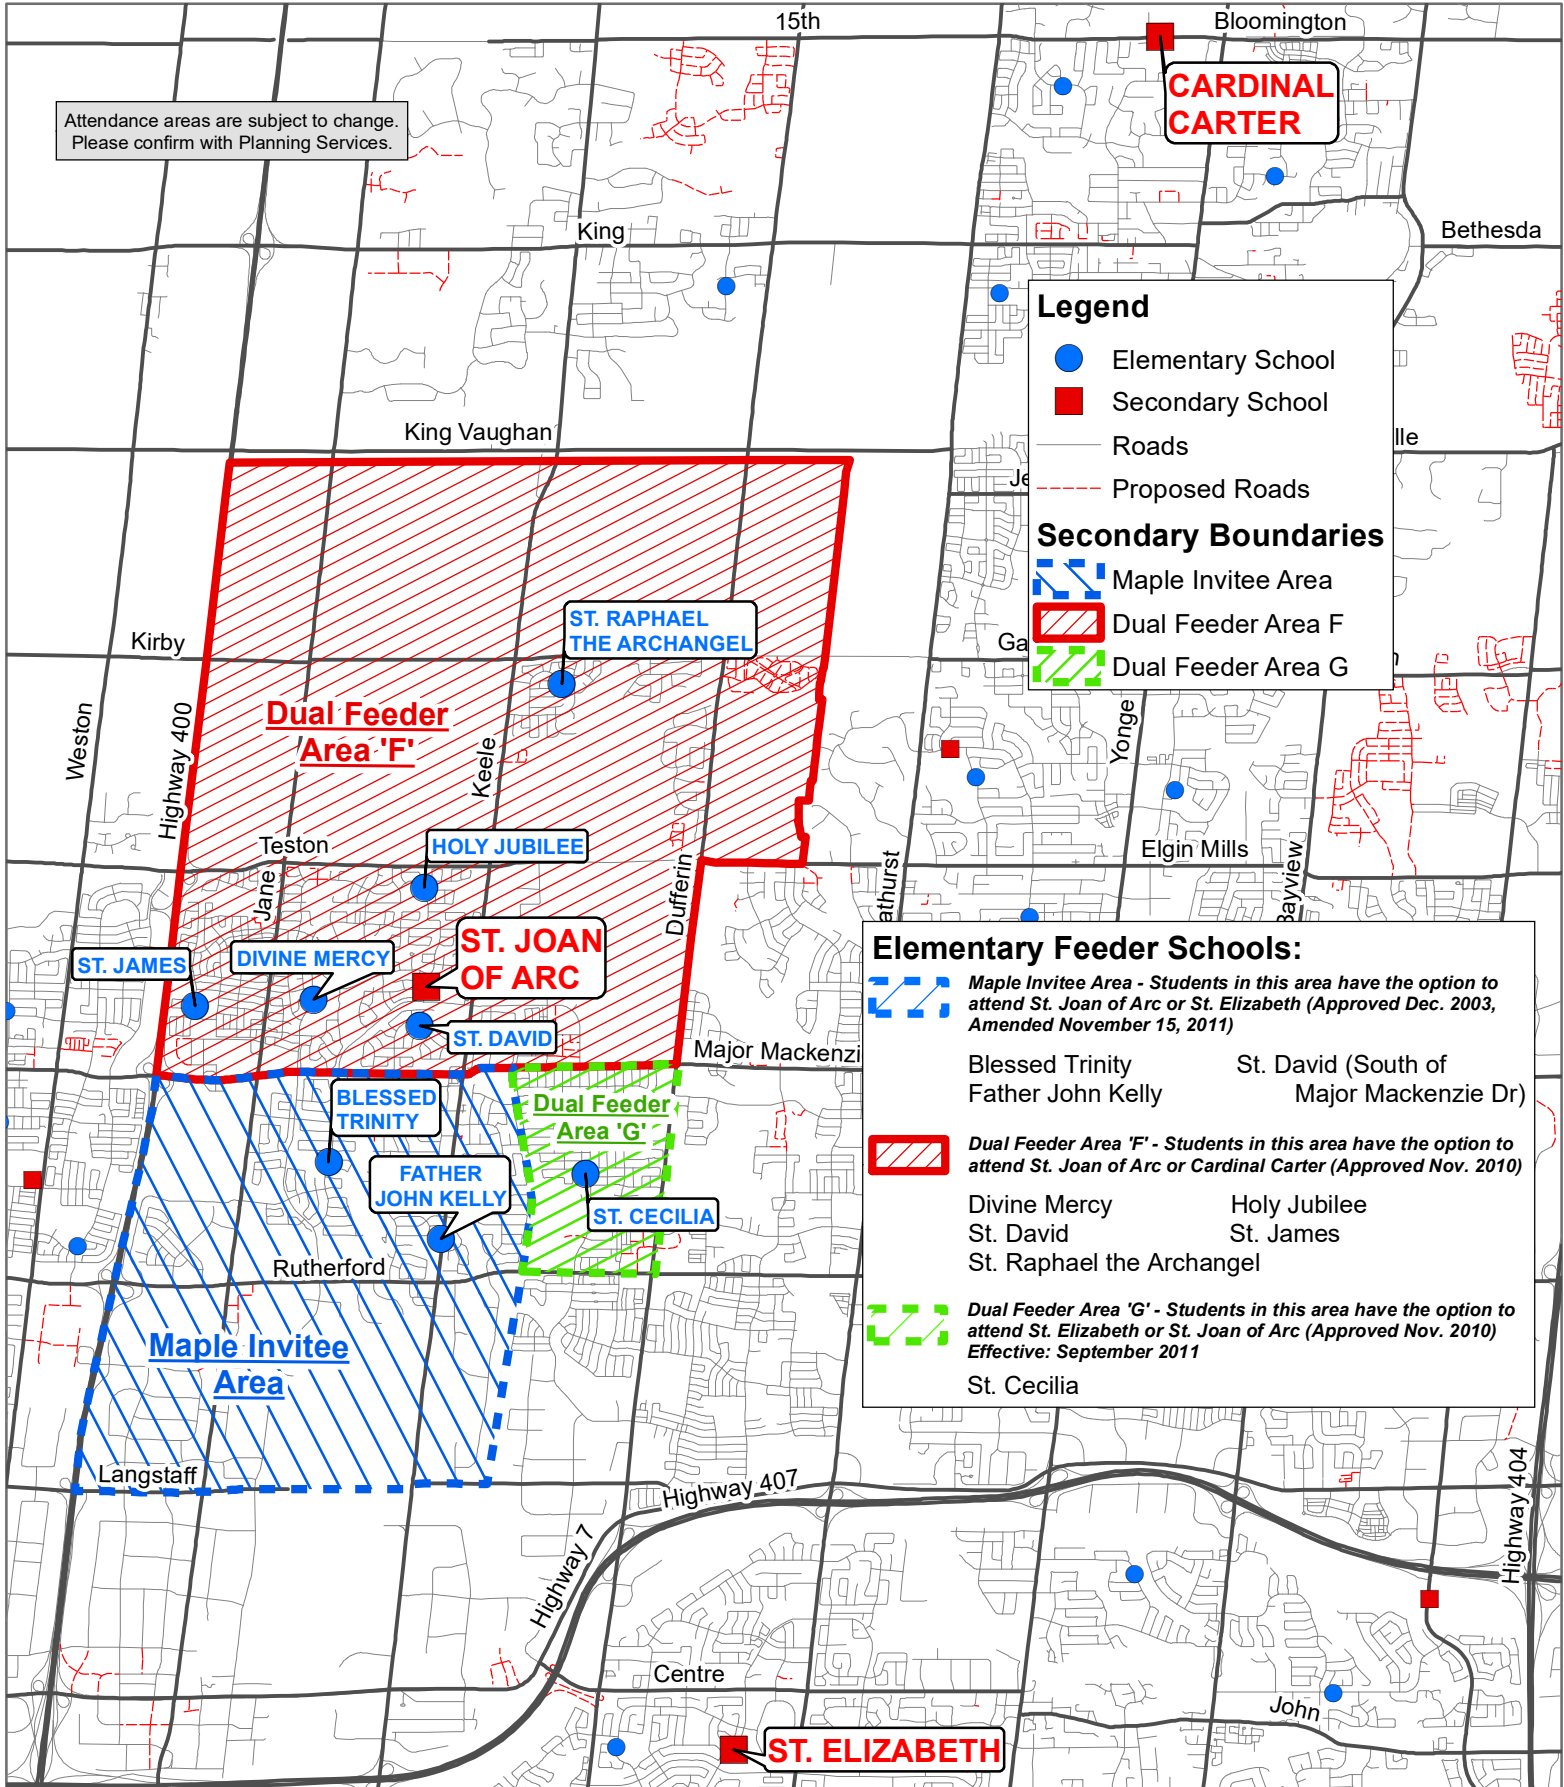 15th
Bloomington
CARDINAL
CARTER
Attendance areas are subject to change.
Please confirm with Planning Services.
King
Bethesda
Legend
Elementary School
Secondary School
Roads
Proposed Roads
Secondary Boundaries
Maple Invitee Area
Dual Feeder Area F
Dual Feeder Area G
King Vaughan
lle
Je
Kirby
ST. RAPHAEL
THE ARCHANGEL
Ga
n
Weston
Highway 400
Dual Feeder
Area 'F'
Keele
Yonge
Teston
HOLY JUBILEE
Elgin Mills
Jane
Dufferin
athurst
Bayview
ST. JAMES
DIVINE MERCY
ST. JOAN
OF ARC
ST. DAVID
Major Mackenzi
Elementary Feeder Schools:
Maple Invitee Area - Students in this area have the option to
attend St. Joan of Arc or St. Elizabeth (Approved Dec. 2003,
Amended November 15, 2011)
Blessed Trinity St. David (South of
Father John Kelly Major Mackenzie Dr)
Dual Feeder Area 'F' - Students in this area have the option to
attend St. Joan of Arc or Cardinal Carter (Approved Nov. 2010)
Divine Mercy Holy Jubilee
St. David St. James
St. Raphael the Archangel
Dual Feeder Area 'G' - Students in this area have the option to
attend St. Elizabeth or St. Joan of Arc (Approved Nov. 2010)
Effective: September 2011
St. Cecilia
BLESSED
TRINITY
Dual Feeder
Area 'G'
FATHER
JOHN KELLY
ST. CECILIA
Rutherford
Maple Invitee
Area
Langstaff
Highway 407
Highway 404
Highway 7
Centre
John
ST. ELIZABETH